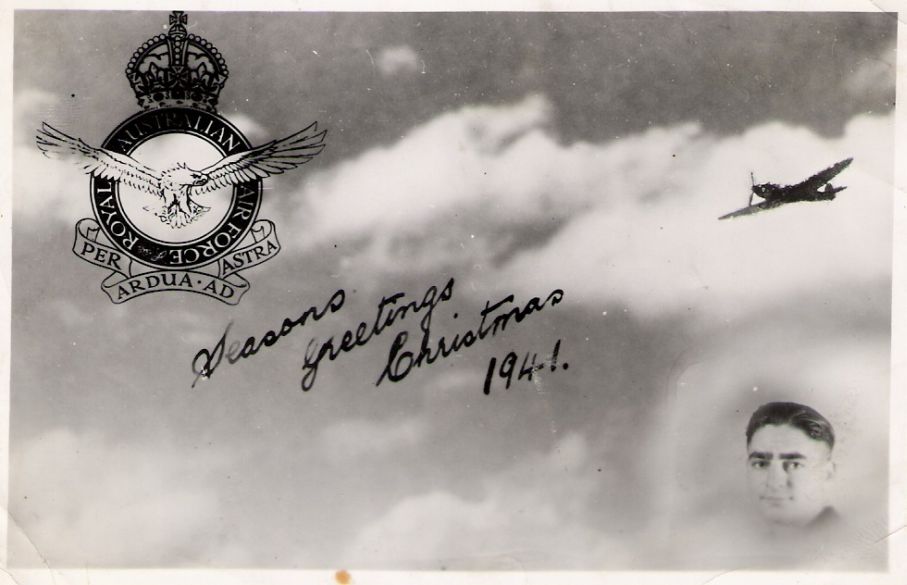 ROYAL AUSTRALIAN AIR FORCE
PER ARDUA · AD ASTRA
Seasons
Greetings
Christmas
1941.